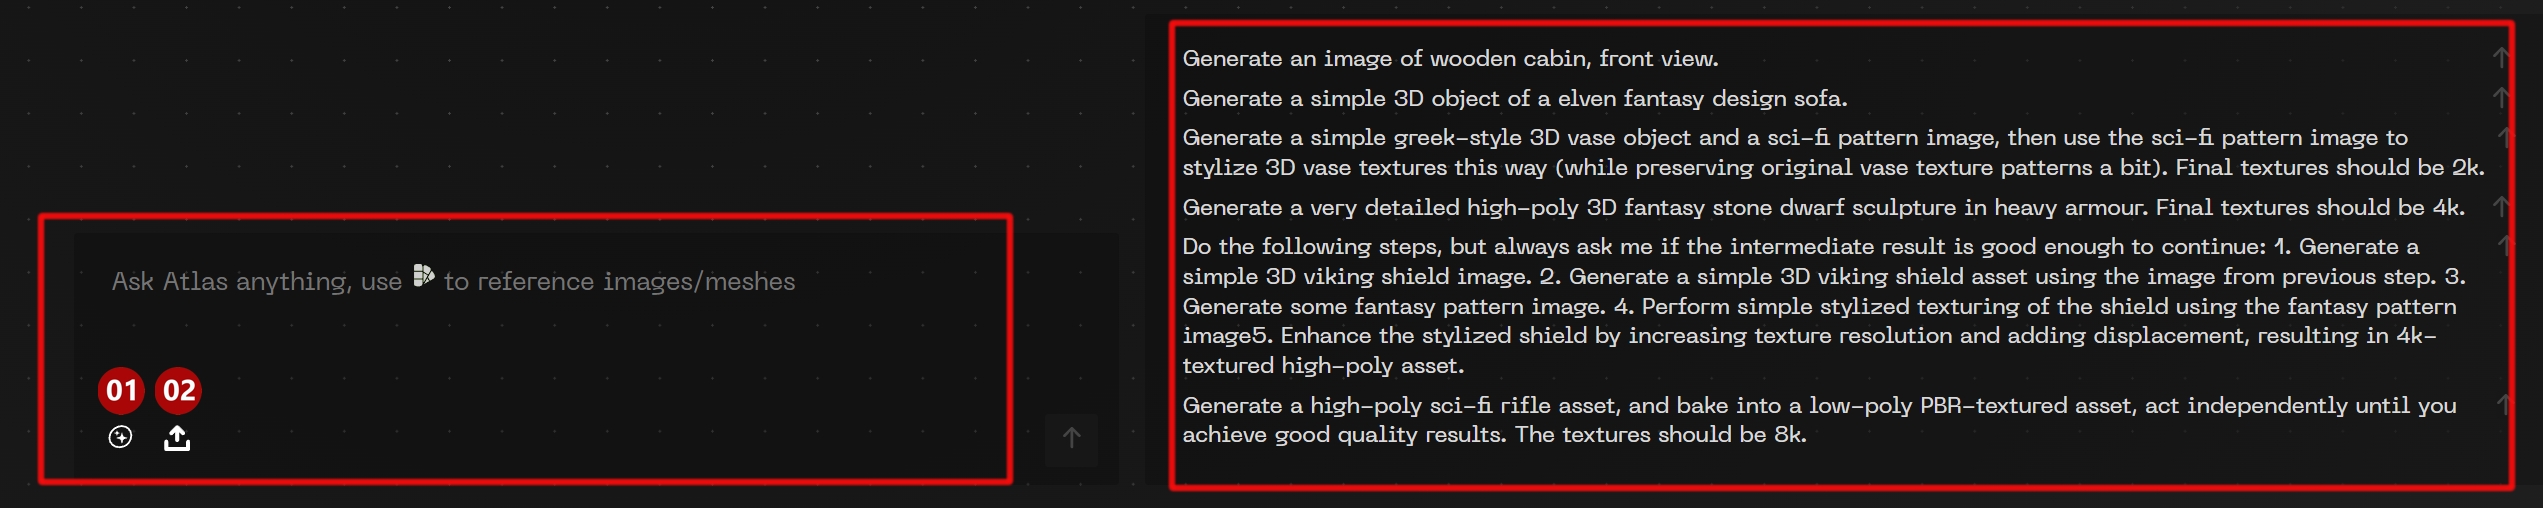 Ask Atlas anything, use to reference images/meshes
01 02
Generate an image of wooden cabin, front view.
Generate a simple 3D object of a elven fantasy design sofa.
Generate a simple greek-style 3D vase object and a sci-fi pattern image, then use the sci-fi pattern image to
stylize 3D vase textures this way (while preserving original vase texture patterns a bit). Final textures should be 2k.
Generate a very detailed high-poly 3D fantasy stone dwarf sculpture in heavy armour. Final textures should be 4k.
Do the following steps, but always ask me if the intermediate result is good enough to continue: 1. Generate a
simple 3D viking shield image. 2. Generate a simple 3D viking shield asset using the image from previous step. 3.
Generate some fantasy pattern image. 4. Perform simple stylized texturing of the shield using the fantasy pattern
image5. Enhance the stylized shield by increasing texture resolution and adding displacement, resulting in 4k-
textured high-poly asset.
Generate a high-poly sci-fi rifle asset, and bake into a low-poly PBR-textured asset, act independently until you
achieve good quality results. The textures should be 8k.